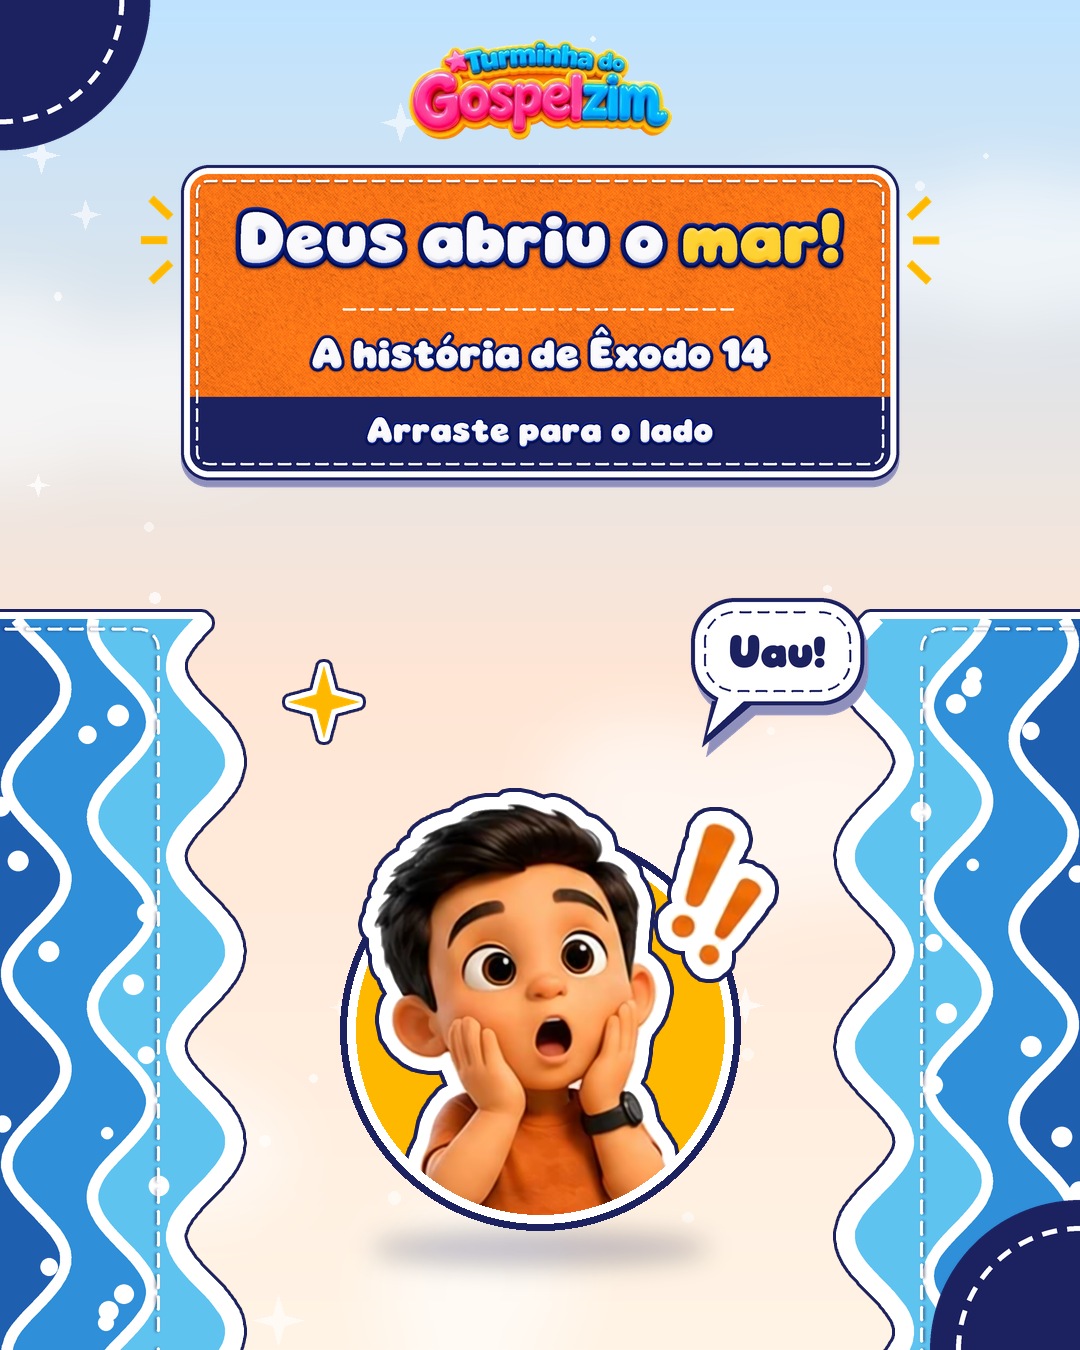 Turminha do
Gospelzim
Deus abriu o mar!
A história de Êxodo 14
Arraste para o lado
Uau!